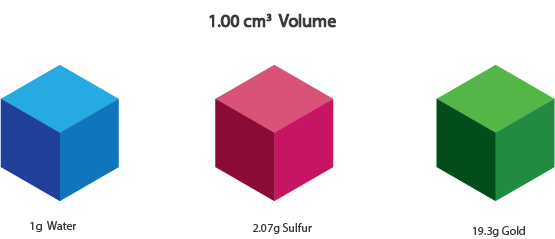 1.00 cm³ Volume
1g Water
2.07g Sulfur
19.3g Gold